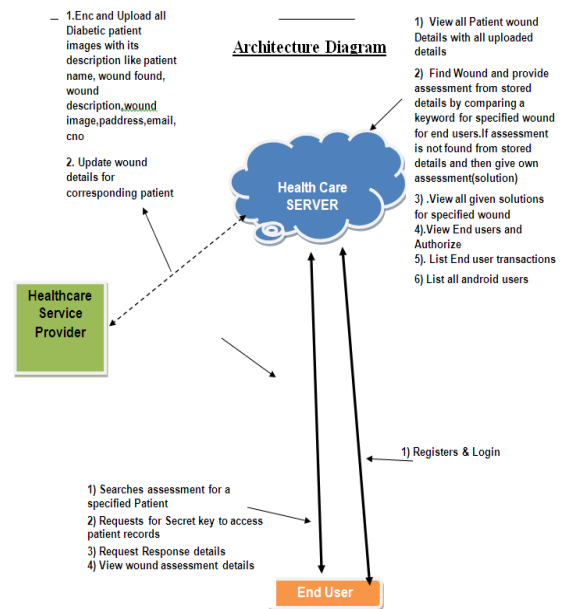 1.Enc and Upload all
Diabetic patient
images with its
description like patient
name, wound found,
wound
description,wound
image,paddress,email,
cno
2. Update wound
details for
corresponding patient
Architecture Diagram
1) View all Patient wound
Details with all uploaded
details
2) Find Wound and provide
assessment from stored
details by comparing a
keyword for specified wound
for end users.If assessment
is not found from stored
details and then give own
assessment(solution)
3) .View all given solutions
for specified wound
4).View End users and
Authorize
5). List End user transactions
6) List all android users
Health Care
SERVER
Healthcare
Service
Provider
1) Registers & Login
1) Searches assessment for a
specified Patient
2) Requests for Secret key to access
patient records
3) Request Response details
4) View wound assessment details
End User